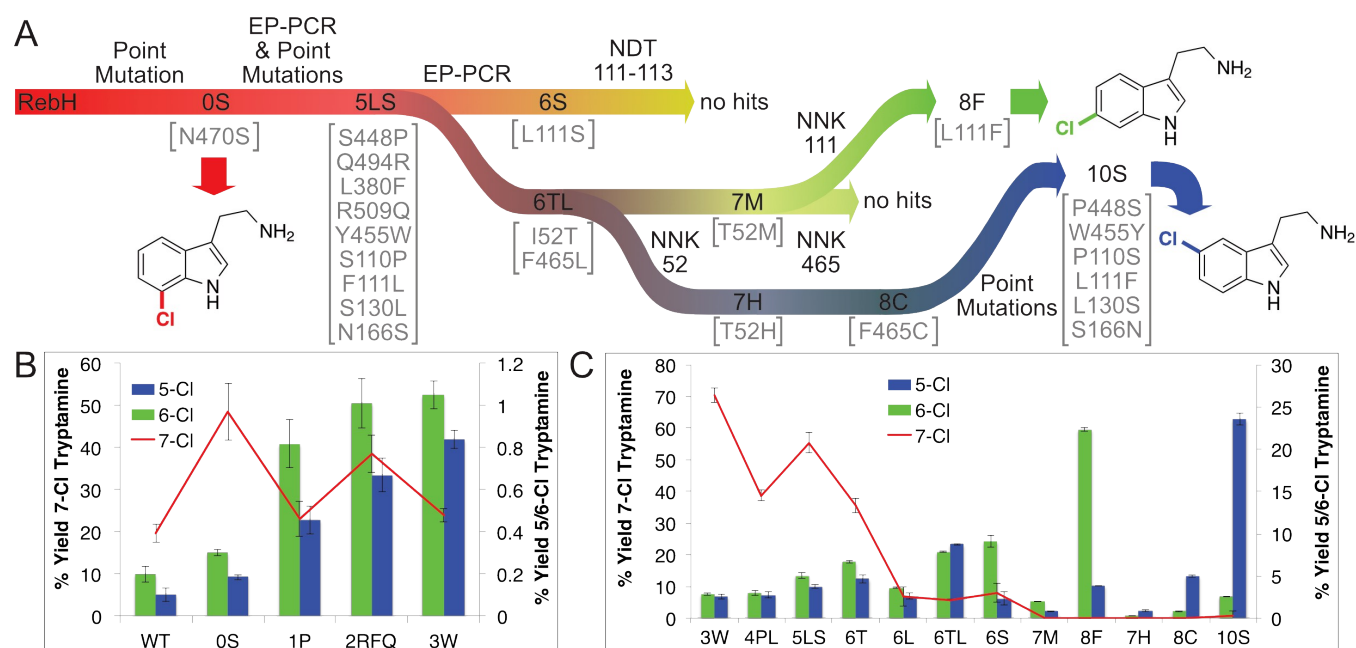 A
Point
Mutation
EP-PCR
& Point
Mutations
EP-PCR
NDT
111-113
RebH
0S
5LS
6S
no hits
[N470S]
S448P
Q494R
L380F
R509Q
Y455W
S110P
F111L
S130L
N166S
[L111S]
NNK
111
8F
[L111F]
Cl
N
H
NH2
NH2
N
H
Cl
6TL
I52T
F465L
7M
[T52M]
no hits
NNK
52
NNK
465
7H
[T52H]
8C
[F465C]
Point
Mutations
10S
P448S
W455Y
P110S
L111F
L130S
S166N
Cl
N
H
NH2
B
% Yield 7-Cl Tryptamine
60
50
40
30
20
10
0
5-Cl
6-Cl
7-Cl
WT
0S
1P
2RFQ
3W
1.2
1
0.8
0.6
0.4
0.2
0
% Yield 5/6-Cl Tryptamine
C
% Yield 7-Cl Tryptamine
80
70
60
50
40
30
20
10
0
5-Cl
6-Cl
7-Cl
3W
4PL
5LS
6T
6L
6TL
6S
7M
8F
7H
8C
10S
30
25
20
15
10
5
0
% Yield 5/6-Cl Tryptamine